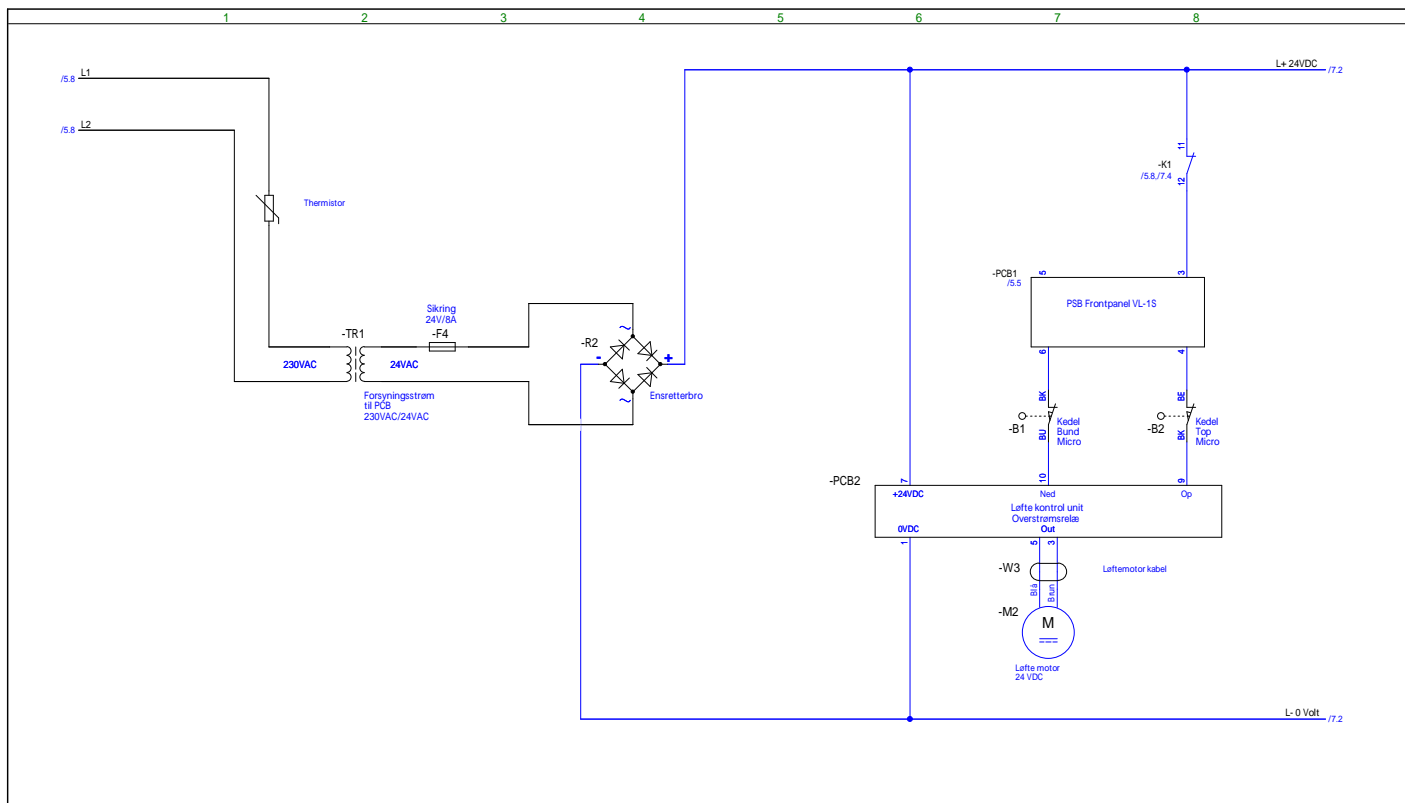 1 2 3 4 5 6 7 8
L1
/5.8
L2
/5.8
L+ 24VDC
/7.2
11
-K1
/5.8,/7.4
12
Thermistor
-PCB1
/5.5
5
3
PSB Frontpanel VL-1S
6
4
Sikring
24V/8A
-TR1
-F4
230VAC
24VAC
Forsyningsstrøm
til PCB
230VAC/24VAC
-R2
~
-
+
~
Ensretterbro
BK
-B1
BU
Kedel
Bund
Micro
BE
-B2
BK
Kedel
Top
Micro
-PCB2
7
10
9
+24VDC
Ned
Op
Løfte kontrol unit
Overstrømsrelæ
0VDC
Out
1
5
3
-W3
Løftemotor kabel
Blå
Brun
-M2
M
Løfte motor
24 VDC
L- 0 Volt
/7.2